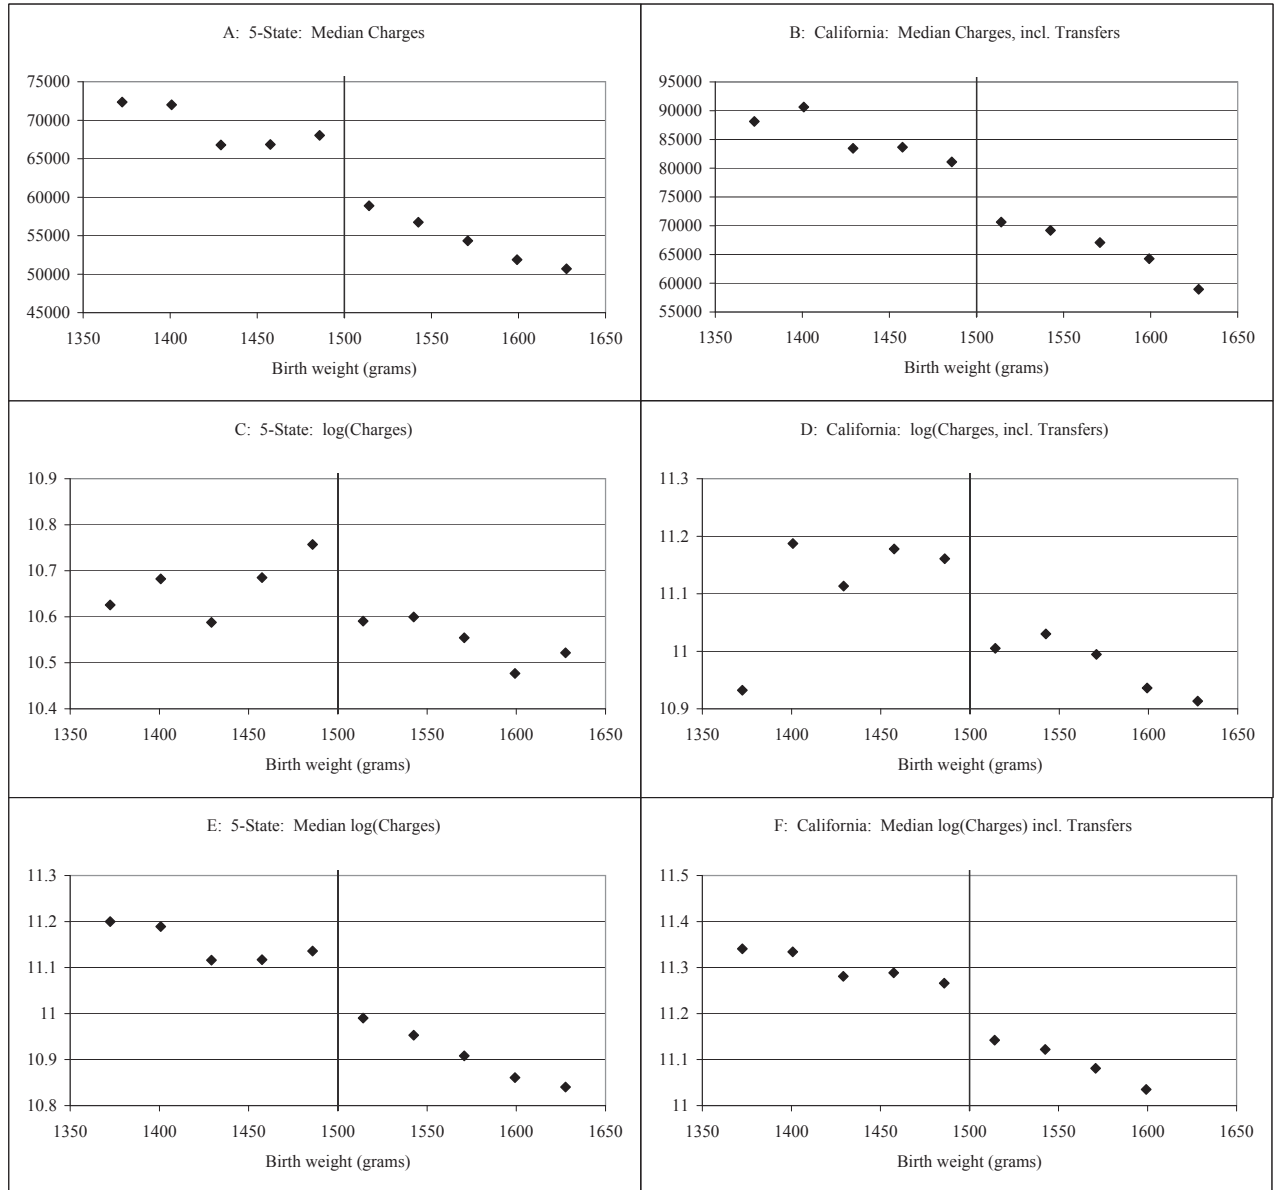 A: 5-State: Median Charges
75000
70000
65000
60000
55000
50000
45000
1350 1400 1450 1500 1550 1600 1650
Birth weight (grams)
B: California: Median Charges, incl. Transfers
95000
90000
85000
80000
75000
70000
65000
60000
55000
1350 1400 1450 1500 1550 1600 1650
Birth weight (grams)
C: 5-State: log(Charges)
10.9
10.8
10.7
10.6
10.5
10.4
1350 1400 1450 1500 1550 1600 1650
Birth weight (grams)
D: California: log(Charges, incl. Transfers)
11.3
11.2
11.1
11
10.9
1350 1400 1450 1500 1550 1600 1650
Birth weight (grams)
E: 5-State: Median log(Charges)
11.3
11.2
11.1
11
10.9
10.8
1350 1400 1450 1500 1550 1600 1650
Birth weight (grams)
F: California: Median log(Charges) incl. Transfers
11.5
11.4
11.3
11.2
11.1
11
1350 1400 1450 1500 1550 1600 1650
Birth weight (grams)